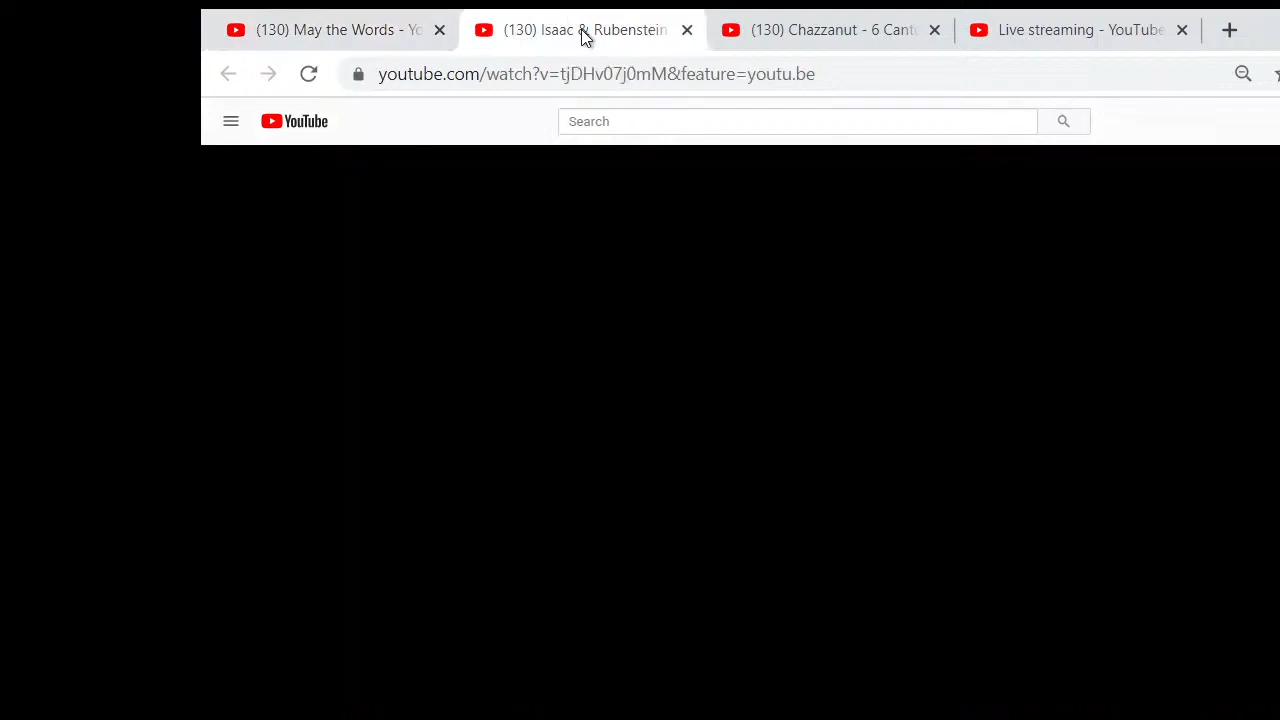 (130) May the Words - Yo
(130) Isaac & Rubenstein
(130) Chazzanut - 6 Canto
Live streaming - YouTube
youtube.com/watch?v=tjDHv07j0mM&feature=youtu.be
YouTube
Search